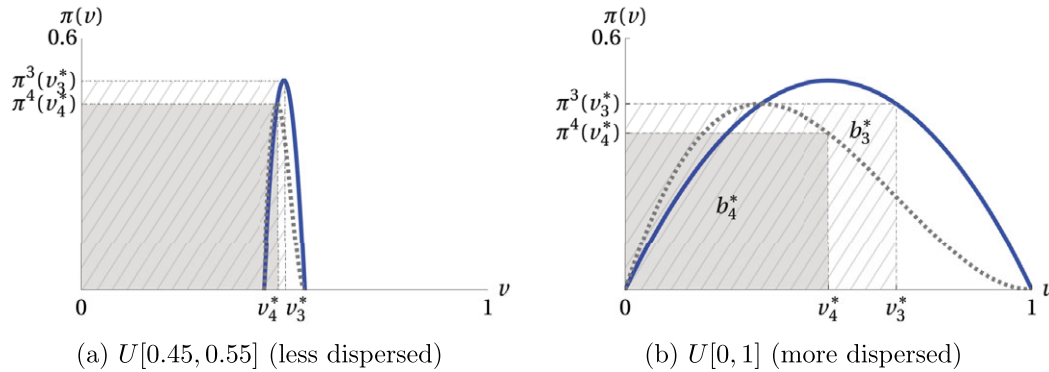 π(v)
0.6
π³(v₃*)
π⁴(v₄*)
0
v₄* v₃*
1
v
(a) U[0.45, 0.55] (less dispersed)
π(v)
0.6
π³(v₃*)
π⁴(v₄*)
b₃*
b₄*
0
v₄*
v₃*
1
v
(b) U[0, 1] (more dispersed)